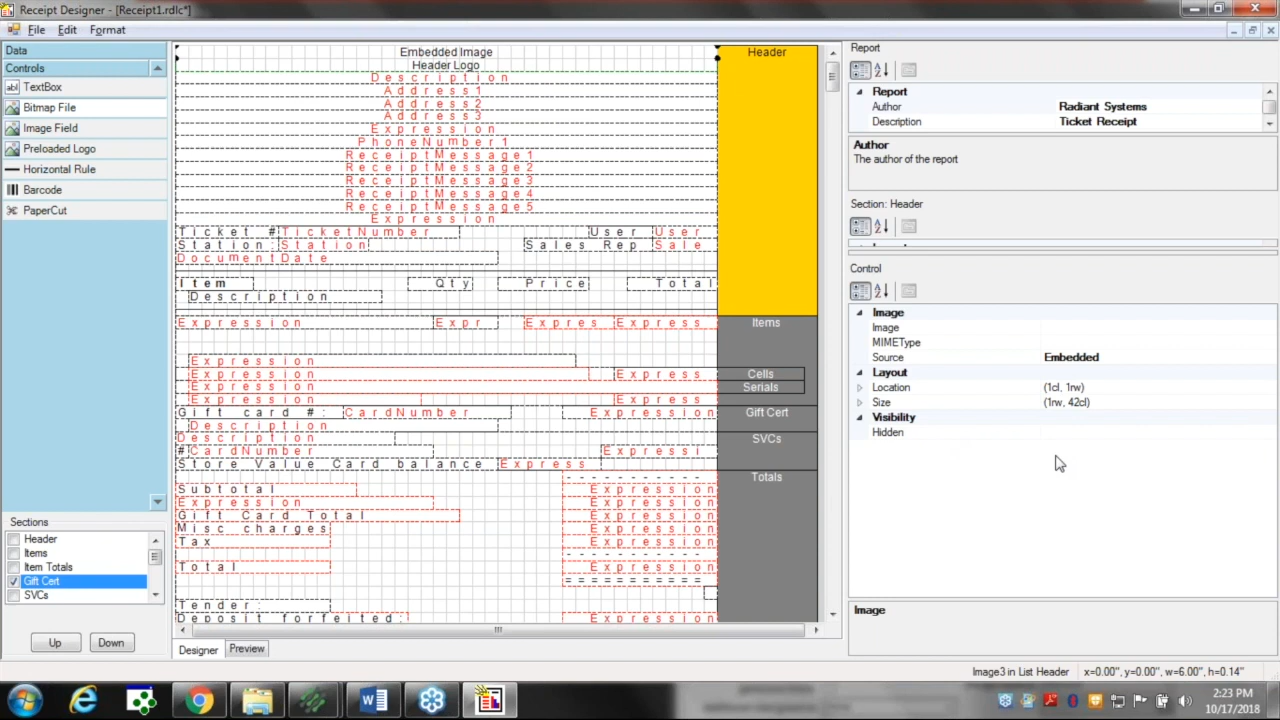 Receipt Designer - [Receipt1.rdlc*]
File Edit Format
Data
Controls
TextBox
Bitmap File
Image Field
Preloaded Logo
Horizontal Rule
Barcode
PaperCut
Sections
Header
Items
Item Totals
Gift Cert
SVCs
Up Down
Embedded Image Header
Header Logo
Description
Address1
Address2
Address3
Expression
PhoneNumber1
ReceiptMessage1
ReceiptMessage2
ReceiptMessage3
ReceiptMessage4
ReceiptMessage5
Expression
Ticket # TicketNumber User User
Station: Station Sales Rep Sale
DocumentDate
Item Qty Price Total
Description
Expression Expr Expres Express Items
Expression
Expression Express Cells
Expression Serials
Expression Express
Gift card #: CardNumber Expression Gift Cert
Description
Description SVCs
#CardNumber Expressi
Store Value Card balance Express
Totals
- - - - - - - - - - -
Subtotal Expression
Expression Expression
Gift Card Total Expression
Misc charges Expression
Tax Expression
- - - - - - - - - - -
Total Expression
= = = = = = = = = = =
Tender:
Deposit forfeited: Expression
Designer Preview
Report
Report
Author Radiant Systems
Description Ticket Receipt
Author
The author of the report
Section: Header
Control
Image
Image
MIMEType
Source Embedded
Layout
Location (1cl, 1rw)
Size (1rw, 42cl)
Visibility
Hidden
Image
Image3 in List Header x=0.00", y=0.00", w=6.00", h=0.14"
2:23 PM
10/17/2018